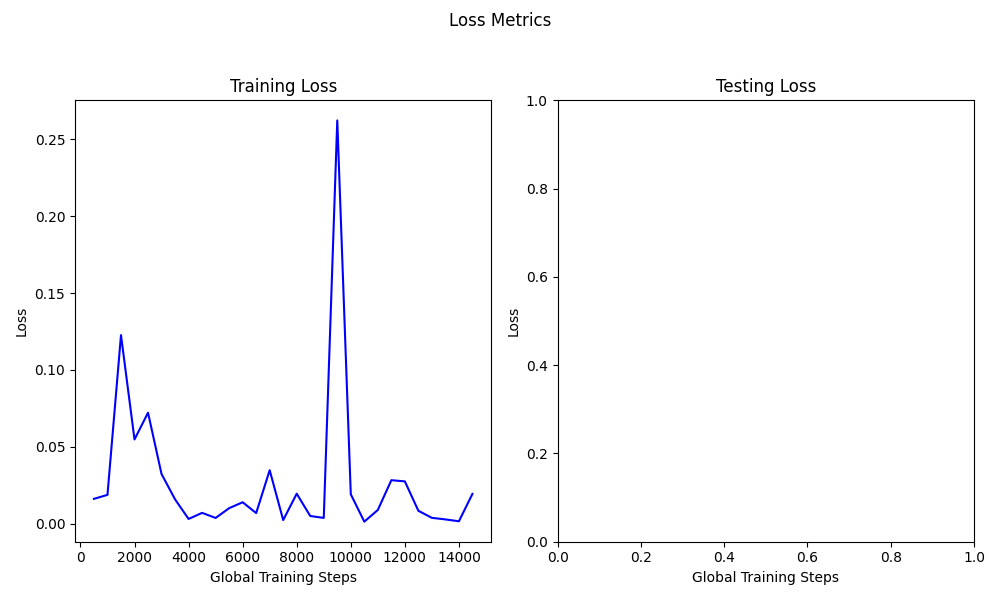 Loss Metrics
Training Loss
Testing Loss
0.25
0.20
0.15
0.10
0.05
0.00
Loss
0 2000 4000 6000 8000 10000 12000 14000
Global Training Steps
1.0
0.8
0.6
0.4
0.2
0.0
Loss
0.0 0.2 0.4 0.6 0.8 1.0
Global Training Steps